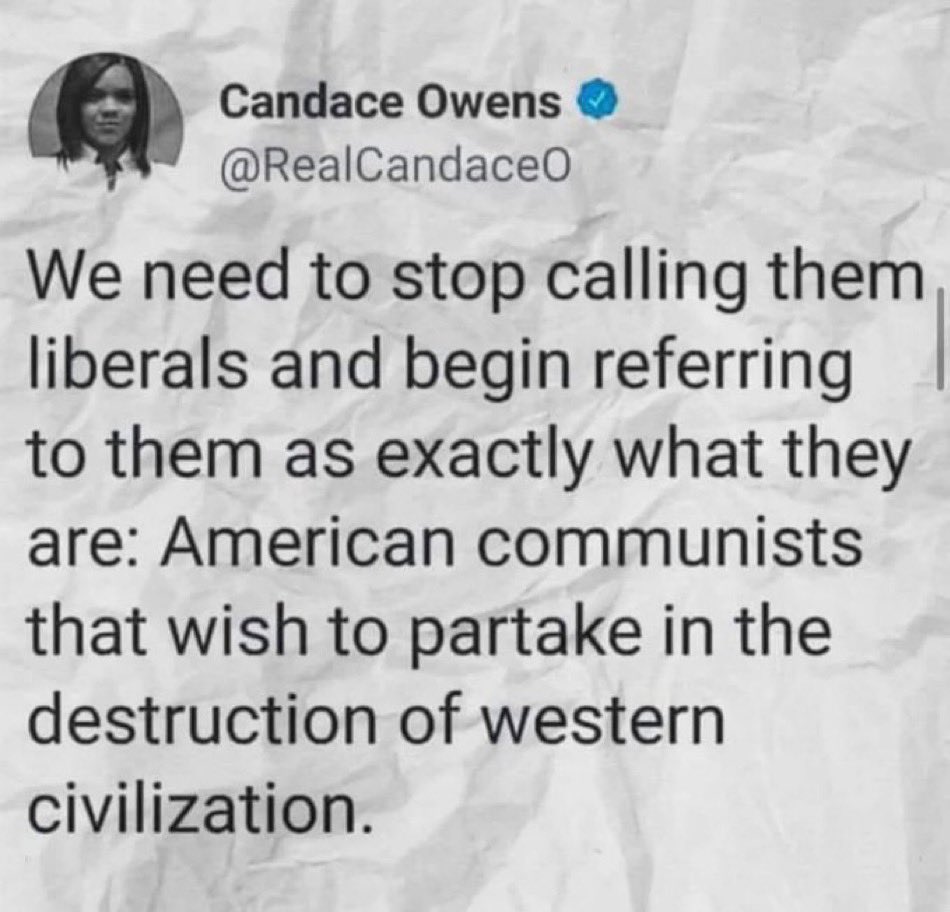 Candace Owens
@RealCandaceO
We need to stop calling them
liberals and begin referring
to them as exactly what they
are: American communists
that wish to partake in the
destruction of western
civilization.